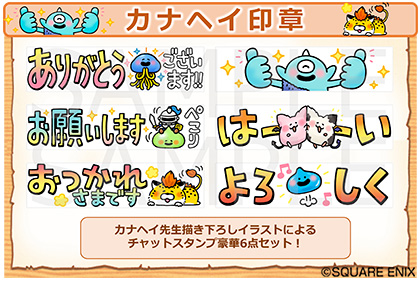 カナヘイ印章
ありがとう
ござい
ます!!
お願いします
ペコッ
はーーい
おつかれ
さまです
よろしく
カナヘイ先生描き下ろしイラストによる
チャットスタンプ豪華6点セット！
©SQUARE ENIX